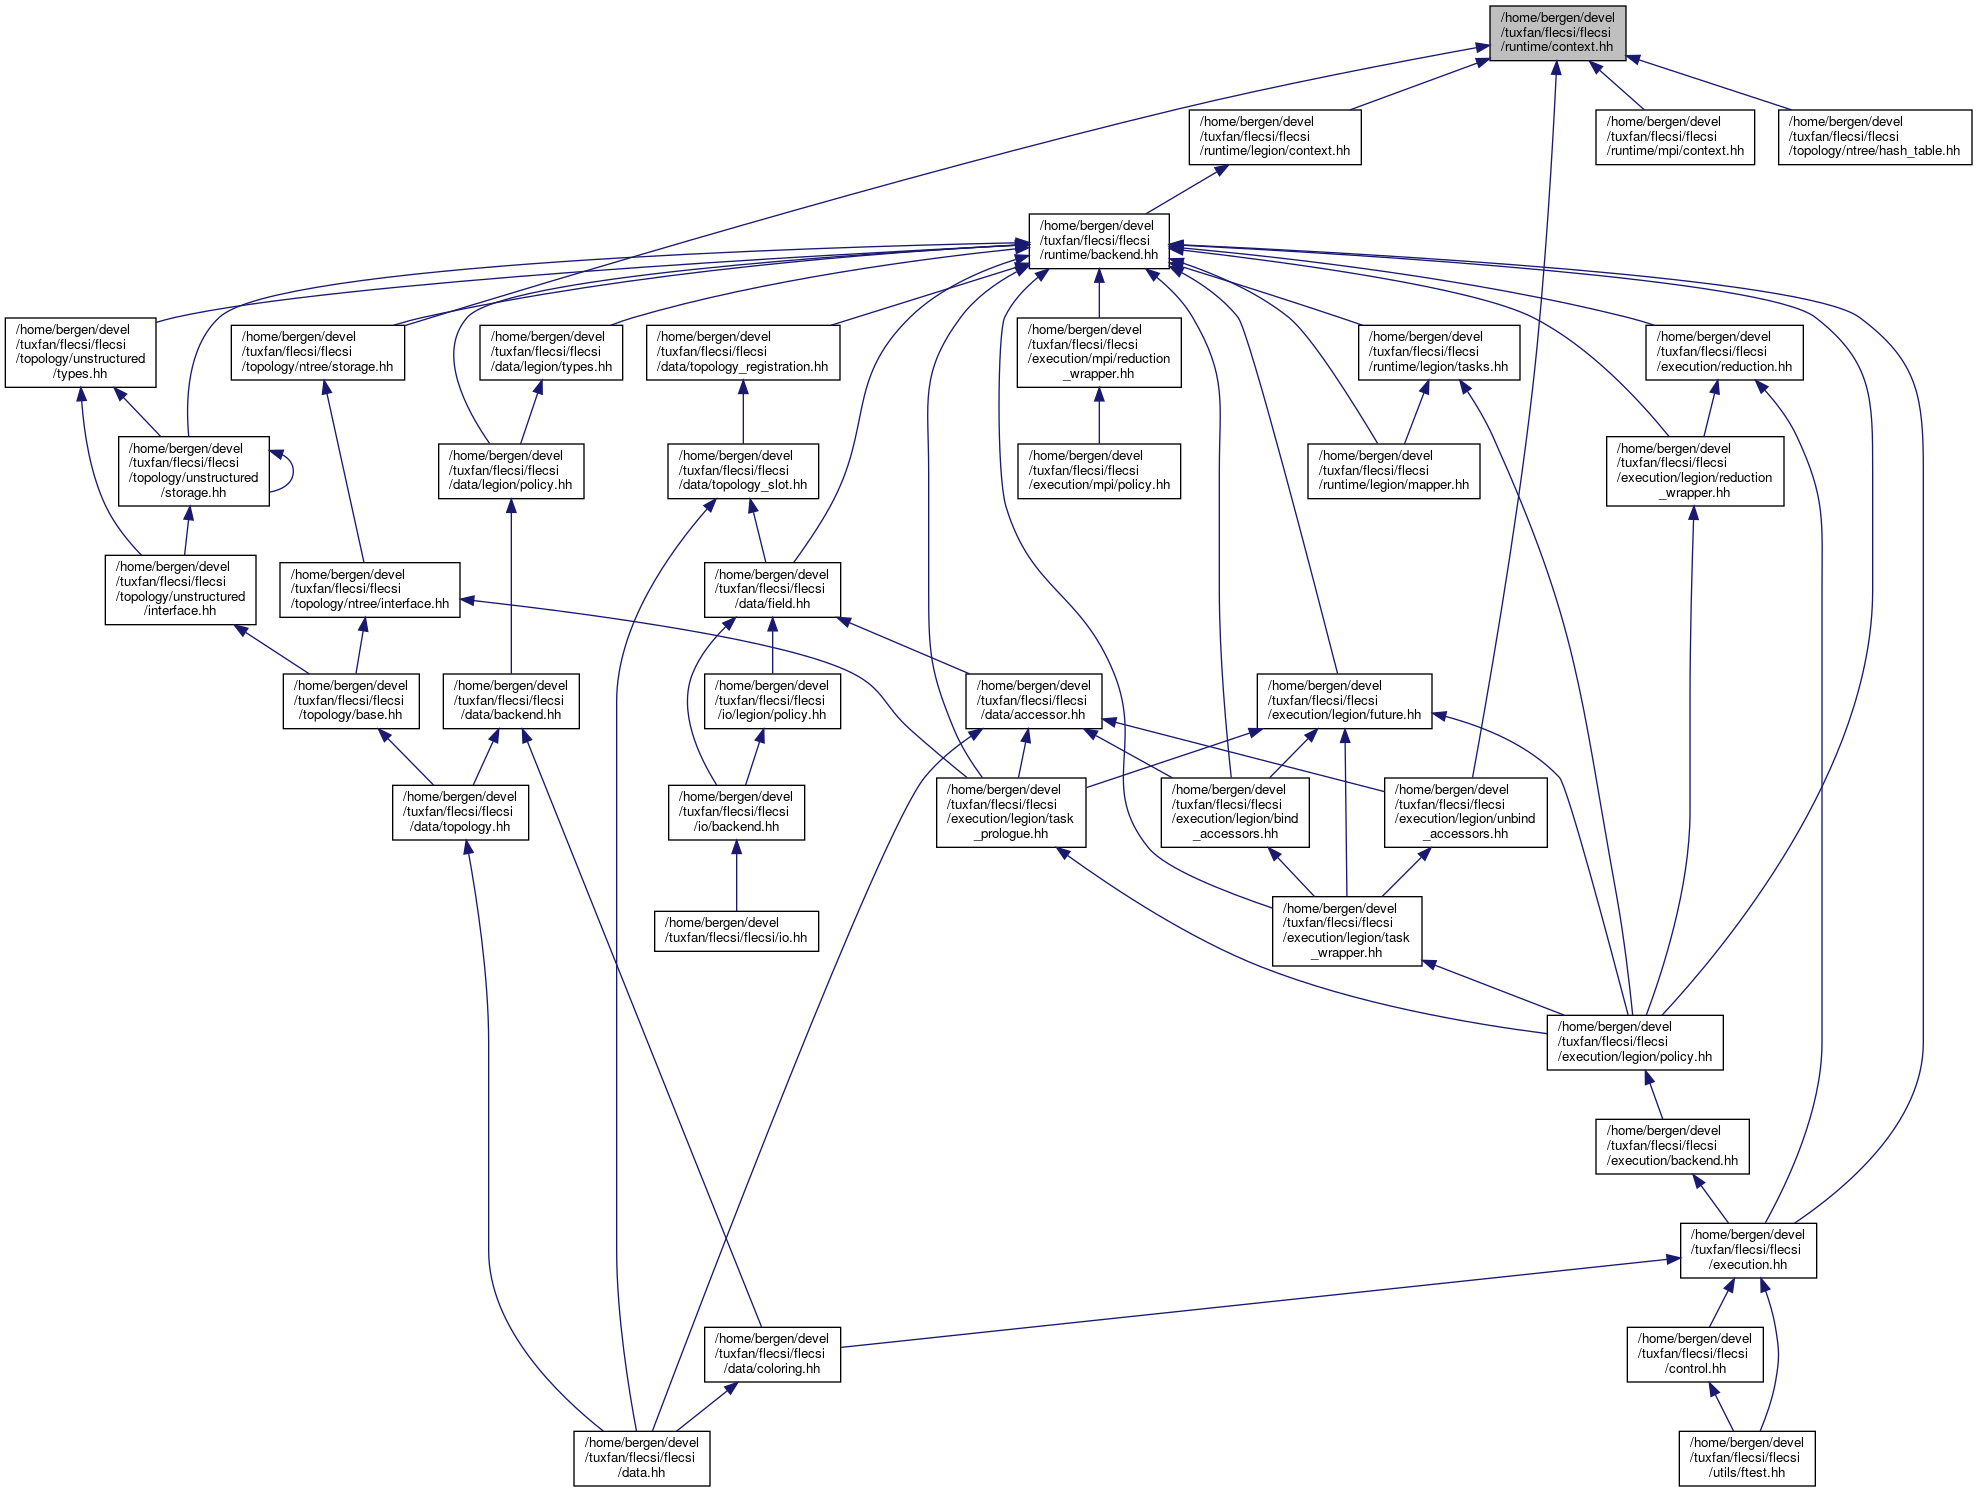 /home/bergen/devel
/tuxfan/flecsi/flecsi
/runtime/context.hh
/home/bergen/devel
/tuxfan/flecsi/flecsi
/runtime/legion/context.hh
/home/bergen/devel
/tuxfan/flecsi/flecsi
/runtime/mpi/context.hh
/home/bergen/devel
/tuxfan/flecsi/flecsi
/topology/ntree/hash_table.hh
/home/bergen/devel
/tuxfan/flecsi/flecsi
/runtime/backend.hh
/home/bergen/devel
/tuxfan/flecsi/flecsi
/topology/unstructured
/types.hh
/home/bergen/devel
/tuxfan/flecsi/flecsi
/topology/ntree/storage.hh
/home/bergen/devel
/tuxfan/flecsi/flecsi
/data/legion/types.hh
/home/bergen/devel
/tuxfan/flecsi/flecsi
/data/topology_registration.hh
/home/bergen/devel
/tuxfan/flecsi/flecsi
/execution/mpi/reduction
_wrapper.hh
/home/bergen/devel
/tuxfan/flecsi/flecsi
/runtime/legion/tasks.hh
/home/bergen/devel
/tuxfan/flecsi/flecsi
/execution/reduction.hh
/home/bergen/devel
/tuxfan/flecsi/flecsi
/topology/unstructured
/storage.hh
/home/bergen/devel
/tuxfan/flecsi/flecsi
/data/legion/policy.hh
/home/bergen/devel
/tuxfan/flecsi/flecsi
/data/topology_slot.hh
/home/bergen/devel
/tuxfan/flecsi/flecsi
/execution/mpi/policy.hh
/home/bergen/devel
/tuxfan/flecsi/flecsi
/runtime/legion/mapper.hh
/home/bergen/devel
/tuxfan/flecsi/flecsi
/execution/legion/reduction
_wrapper.hh
/home/bergen/devel
/tuxfan/flecsi/flecsi
/topology/unstructured
/interface.hh
/home/bergen/devel
/tuxfan/flecsi/flecsi
/topology/ntree/interface.hh
/home/bergen/devel
/tuxfan/flecsi/flecsi
/data/field.hh
/home/bergen/devel
/tuxfan/flecsi/flecsi
/topology/base.hh
/home/bergen/devel
/tuxfan/flecsi/flecsi
/data/backend.hh
/home/bergen/devel
/tuxfan/flecsi/flecsi
/io/legion/policy.hh
/home/bergen/devel
/tuxfan/flecsi/flecsi
/data/accessor.hh
/home/bergen/devel
/tuxfan/flecsi/flecsi
/execution/legion/future.hh
/home/bergen/devel
/tuxfan/flecsi/flecsi
/data/topology.hh
/home/bergen/devel
/tuxfan/flecsi/flecsi
/io/backend.hh
/home/bergen/devel
/tuxfan/flecsi/flecsi
/execution/legion/task
_prologue.hh
/home/bergen/devel
/tuxfan/flecsi/flecsi
/execution/legion/bind
_accessors.hh
/home/bergen/devel
/tuxfan/flecsi/flecsi
/execution/legion/unbind
_accessors.hh
/home/bergen/devel
/tuxfan/flecsi/flecsi/io.hh
/home/bergen/devel
/tuxfan/flecsi/flecsi
/execution/legion/task
_wrapper.hh
/home/bergen/devel
/tuxfan/flecsi/flecsi
/execution/legion/policy.hh
/home/bergen/devel
/tuxfan/flecsi/flecsi
/execution/backend.hh
/home/bergen/devel
/tuxfan/flecsi/flecsi
/execution.hh
/home/bergen/devel
/tuxfan/flecsi/flecsi
/data/coloring.hh
/home/bergen/devel
/tuxfan/flecsi/flecsi
/control.hh
/home/bergen/devel
/tuxfan/flecsi/flecsi
/data.hh
/home/bergen/devel
/tuxfan/flecsi/flecsi
/utils/ftest.hh